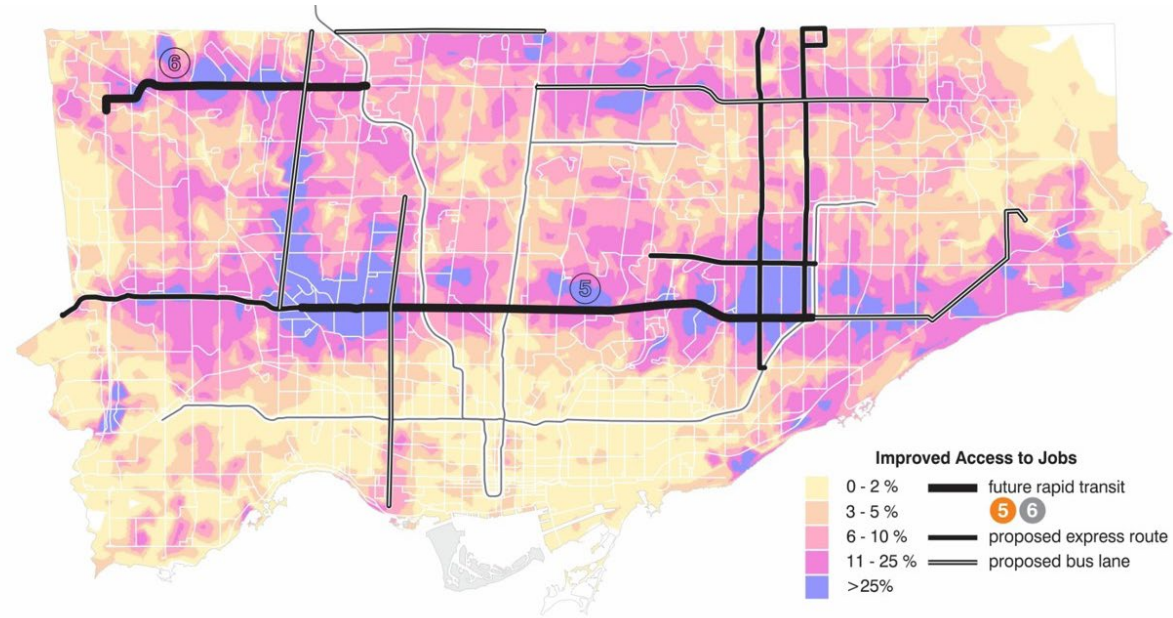 6
5
Improved Access to Jobs
0 - 2 %
future rapid transit
3 - 5 %
5 6
6 - 10 %
proposed express route
11 - 25 %
proposed bus lane
>25%